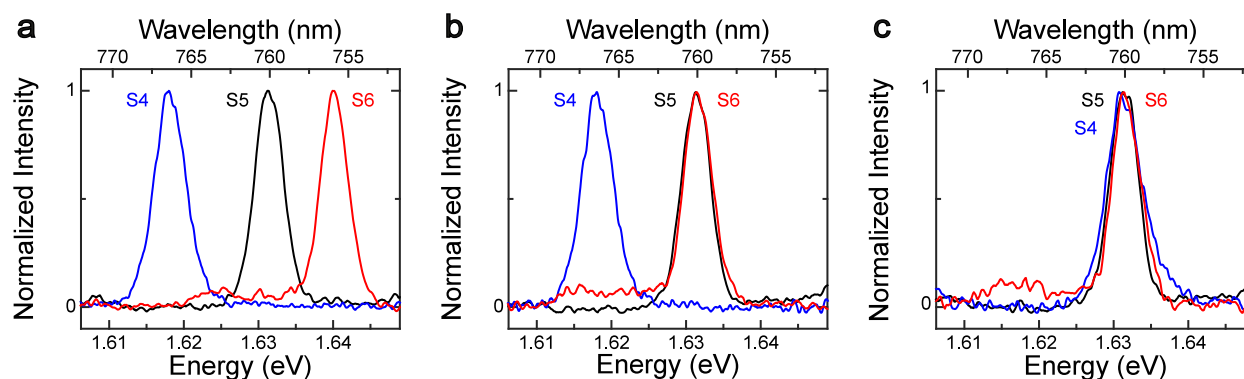 a
Wavelength (nm)
770 765 760 755
Normalized Intensity
1
0
S4 S5 S6
1.61 1.62 1.63 1.64
Energy (eV)
b
Wavelength (nm)
770 765 760 755
Normalized Intensity
1
0
S4 S5 S6
1.61 1.62 1.63 1.64
Energy (eV)
c
Wavelength (nm)
770 765 760 755
Normalized Intensity
1
0
S5 S6
S4
1.61 1.62 1.63 1.64
Energy (eV)